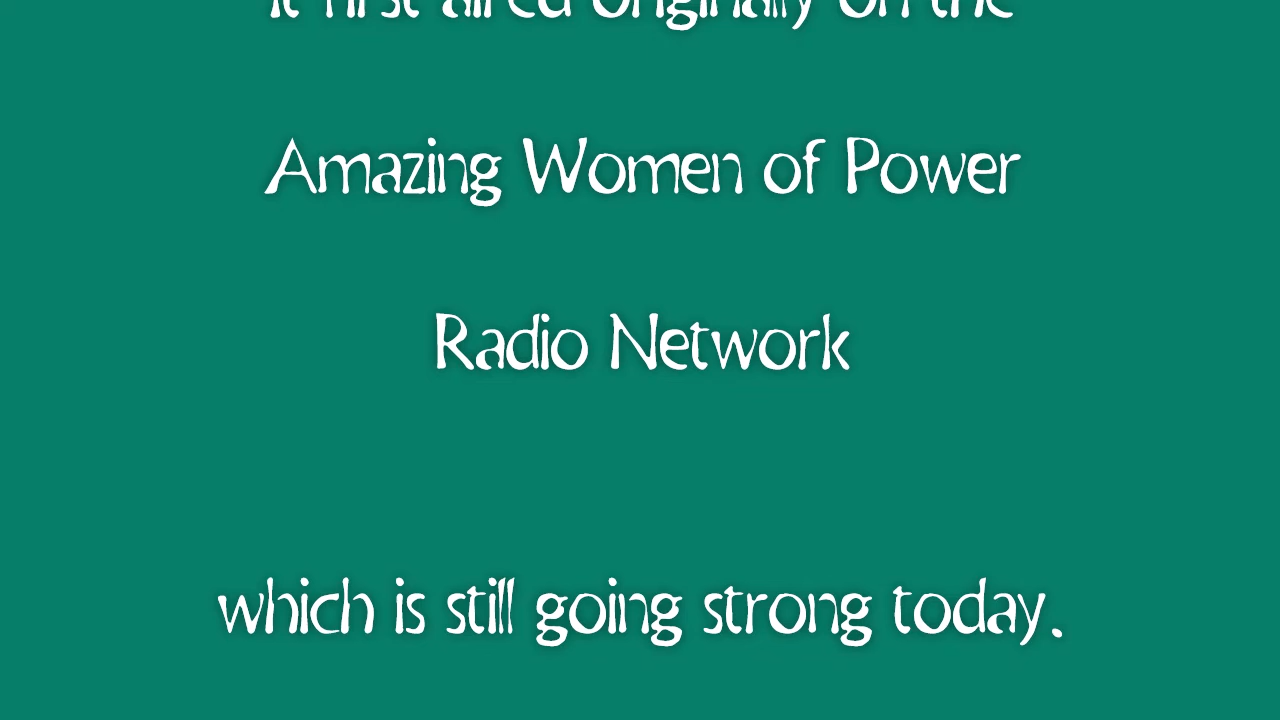 it first aired originally on the
Amazing Women of Power
Radio Network
which is still going strong today.